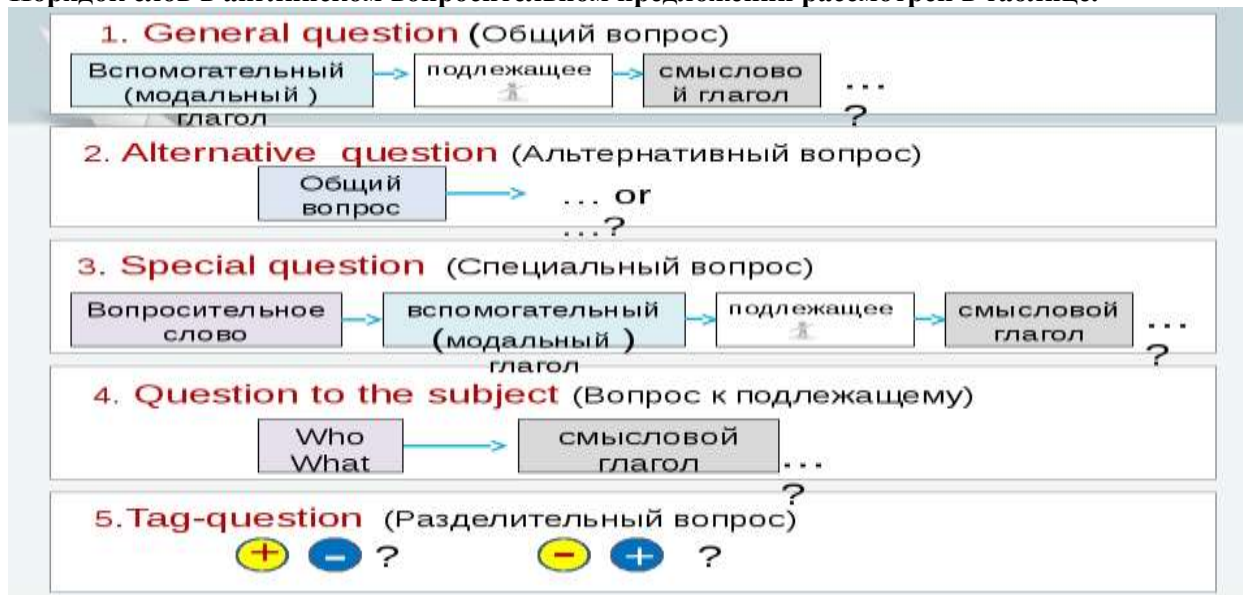 Порядок слов в английском вопросительном предложении рассмотрен в таблице.
1. General question (Общий вопрос)
Вспомогательный
(модальный )
глагол
подлежащее
смыслово
й глагол
...
?
2. Alternative question (Альтернативный вопрос)
Общий
вопрос
... or
...?
3. Special question (Специальный вопрос)
Вопросительное
слово
вспомогательный
(модальный )
глагол
подлежащее
смысловой
глагол
...
?
4. Question to the subject (Вопрос к подлежащему)
Who
What
смысловой
глагол
...
?
5.Tag-question (Разделительный вопрос)
+ - ? - + ?